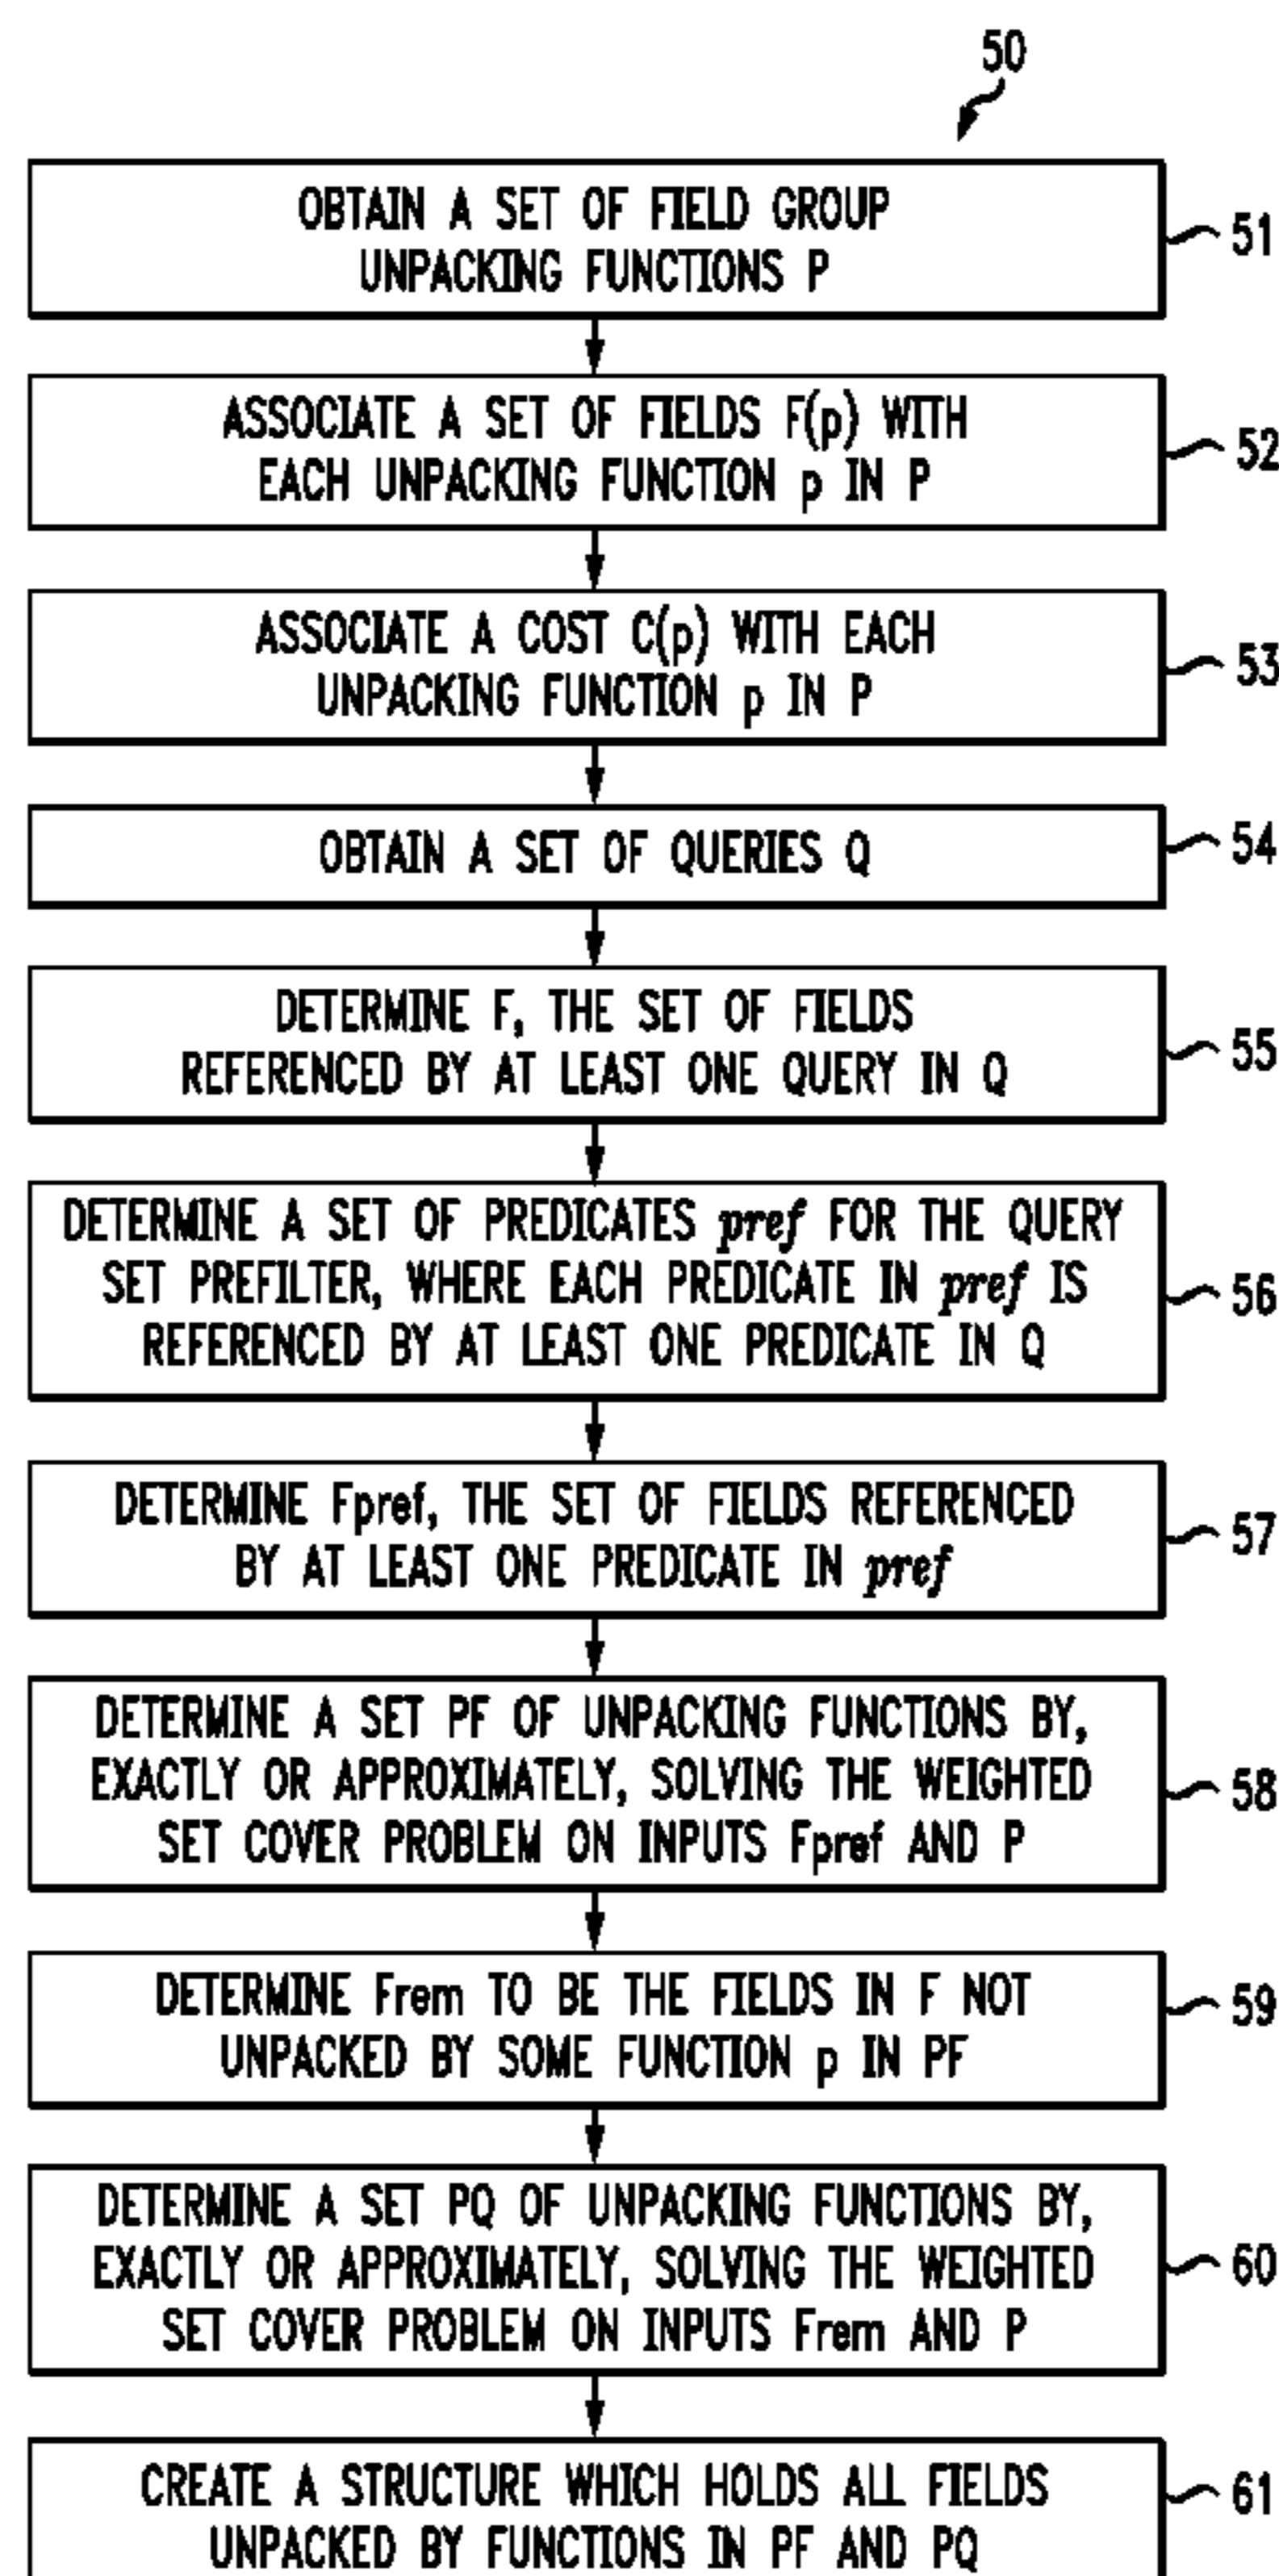 50
OBTAIN A SET OF FIELD GROUP
UNPACKING FUNCTIONS P
51
ASSOCIATE A SET OF FIELDS F(p) WITH
EACH UNPACKING FUNCTION p IN P
52
ASSOCIATE A COST C(p) WITH EACH
UNPACKING FUNCTION p IN P
53
OBTAIN A SET OF QUERIES Q
54
DETERMINE F, THE SET OF FIELDS
REFERENCED BY AT LEAST ONE QUERY IN Q
55
DETERMINE A SET OF PREDICATES pref FOR THE QUERY
SET PREFILTER, WHERE EACH PREDICATE IN pref IS
REFERENCED BY AT LEAST ONE PREDICATE IN Q
56
DETERMINE Fpref, THE SET OF FIELDS REFERENCED
BY AT LEAST ONE PREDICATE IN pref
57
DETERMINE A SET PF OF UNPACKING FUNCTIONS BY,
EXACTLY OR APPROXIMATELY, SOLVING THE WEIGHTED
SET COVER PROBLEM ON INPUTS Fpref AND P
58
DETERMINE Frem TO BE THE FIELDS IN F NOT
UNPACKED BY SOME FUNCTION p IN PF
59
DETERMINE A SET PQ OF UNPACKING FUNCTIONS BY,
EXACTLY OR APPROXIMATELY, SOLVING THE WEIGHTED
SET COVER PROBLEM ON INPUTS Frem AND P
60
CREATE A STRUCTURE WHICH HOLDS ALL FIELDS
UNPACKED BY FUNCTIONS IN PF AND PQ
61